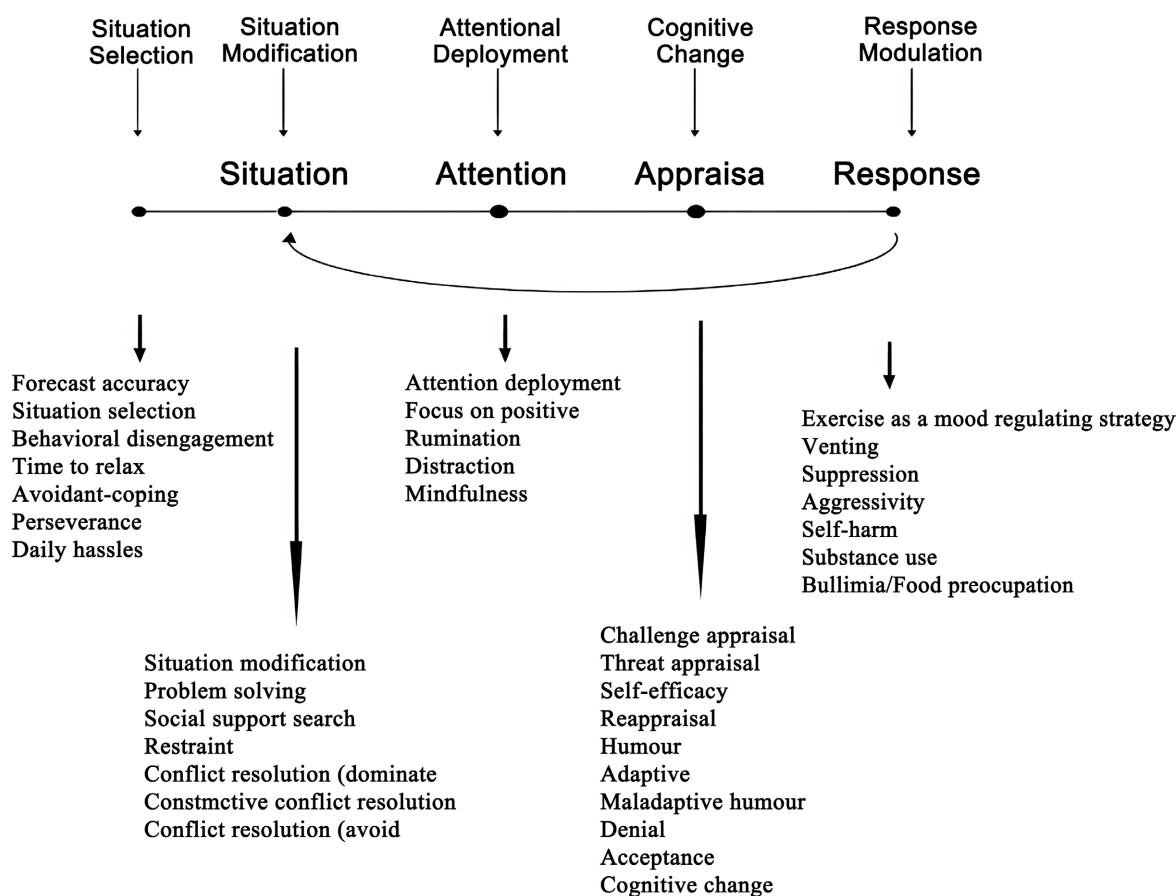 Situation
Selection
Situation
Modification
Attentional
Deployment
Cognitive
Change
Response
Modulation
Situation
Attention
Appraisa
Response
Forecast accuracy
Situation selection
Behavioral disengagement
Time to relax
Avoidant-coping
Perseverance
Daily hassles
Situation modification
Problem solving
Social support search
Restraint
Conflict resolution (dominate
Constmctive conflict resolution
Conflict resolution (avoid
Attention deployment
Focus on positive
Rumination
Distraction
Mindfulness
Challenge appraisal
Threat appraisal
Self-efficacy
Reappraisal
Humour
Adaptive
Maladaptive humour
Denial
Acceptance
Cognitive change
Exercise as a mood regulating strategy
Venting
Suppression
Aggressivity
Self-harm
Substance use
Bullimia/Food preocupation